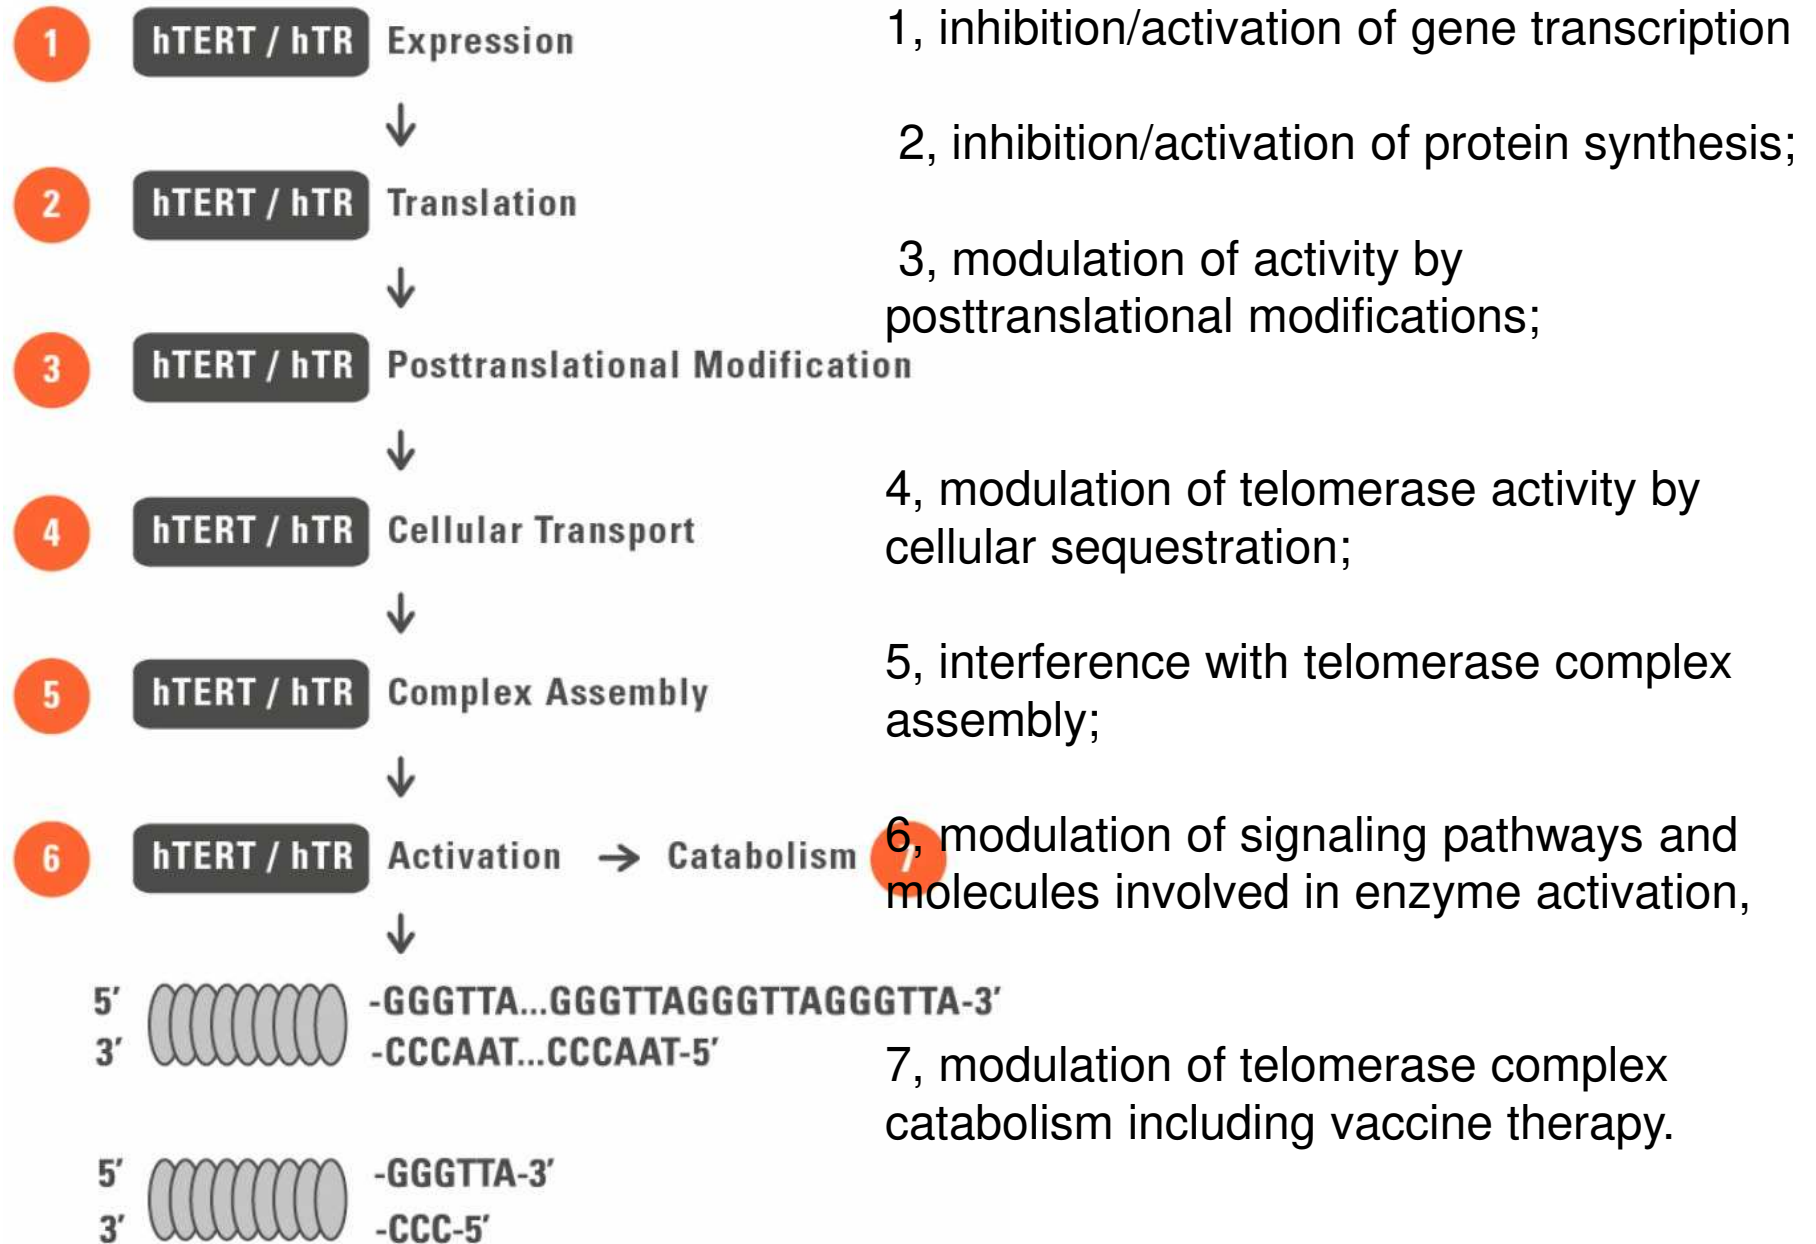 1 hTERT / hTR Expression
2 hTERT / hTR Translation
3 hTERT / hTR Posttranslational Modification
4 hTERT / hTR Cellular Transport
5 hTERT / hTR Complex Assembly
6 hTERT / hTR Activation → Catabolism 7
5′ -GGGTTA...GGGTTAGGGTTAGGGTTA-3′
3′ -CCCAAT...CCCAAT-5′
5′ -GGGTTA-3′
3′ -CCC-5′
1, inhibition/activation of gene transcription
2, inhibition/activation of protein synthesis;
3, modulation of activity by
posttranslational modifications;
4, modulation of telomerase activity by
cellular sequestration;
5, interference with telomerase complex
assembly;
6, modulation of signaling pathways and
molecules involved in enzyme activation,
7, modulation of telomerase complex
catabolism including vaccine therapy.